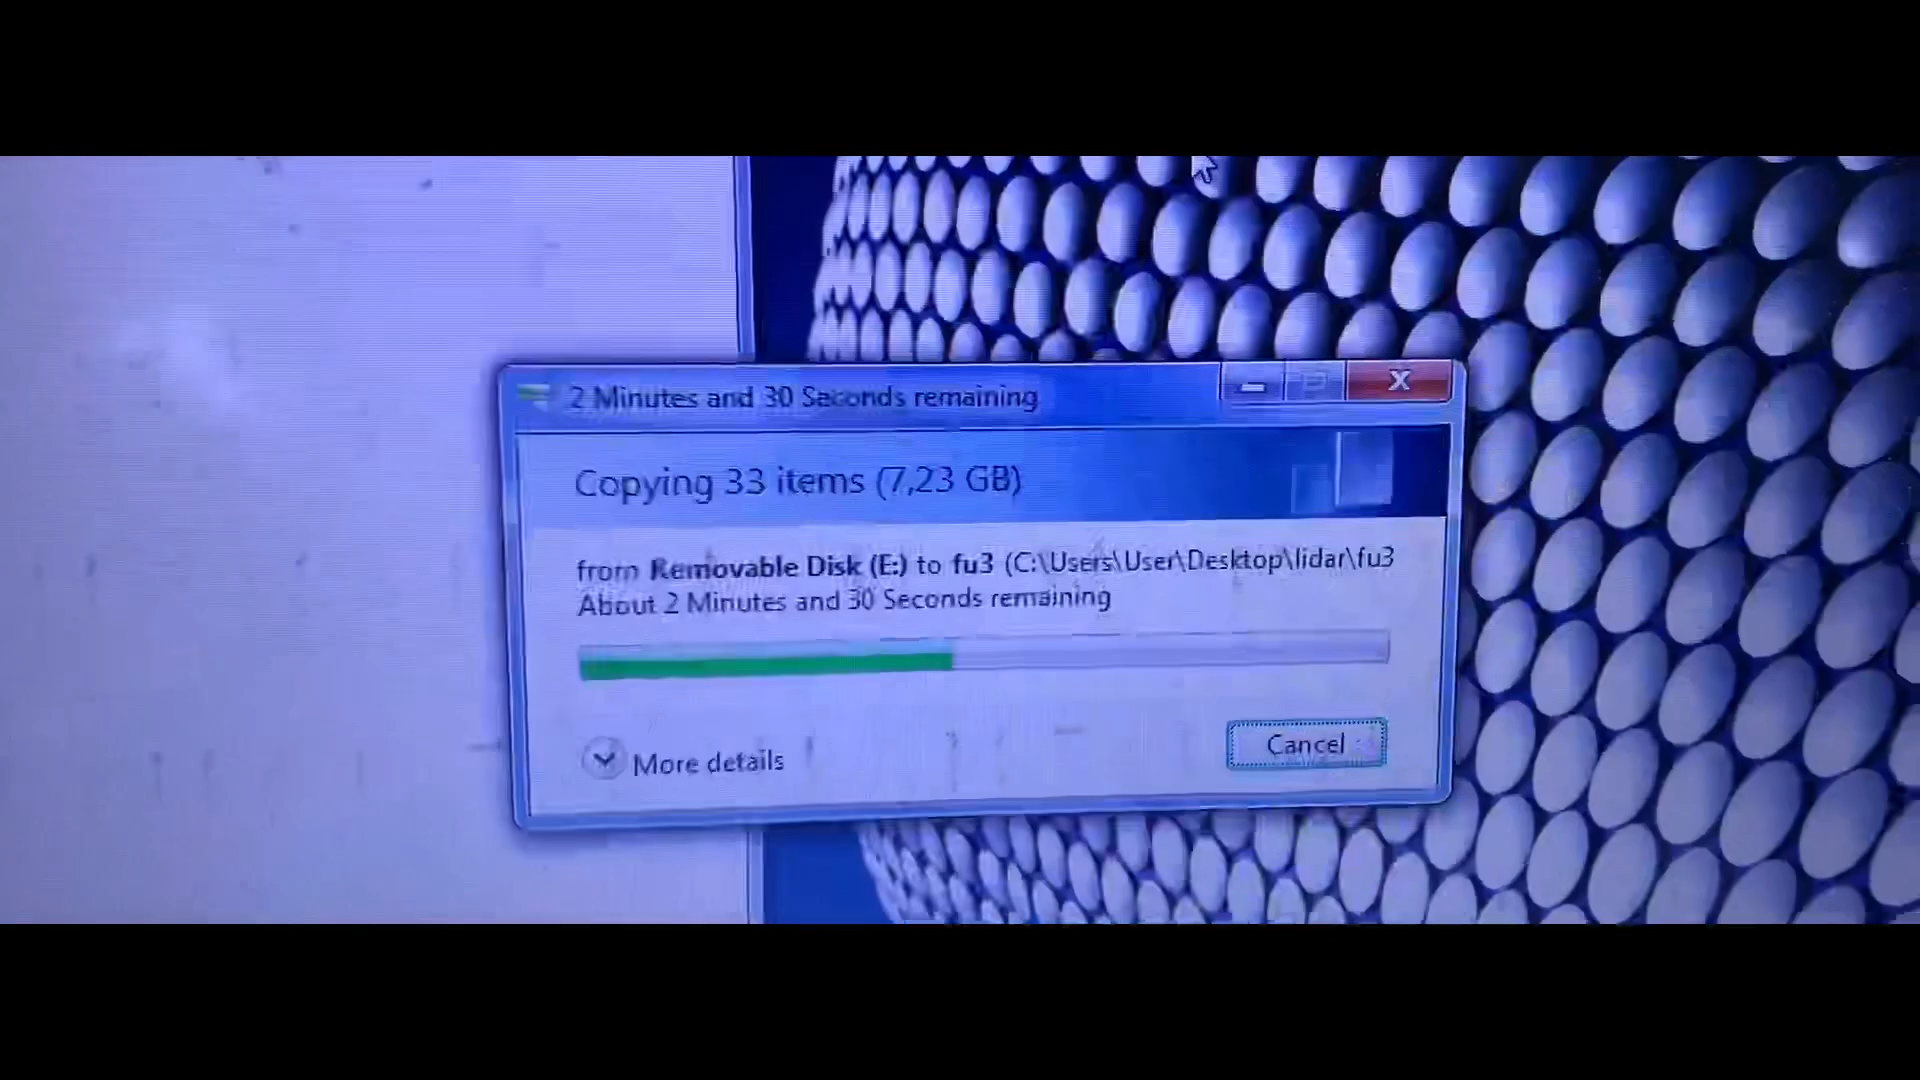 2 Minutes and 30 Seconds remaining
Copying 33 items (7,23 GB)
from Removable Disk (E:) to fu3 (C:\Users\User\Desktop\lidar\fu3
About 2 Minutes and 30 Seconds remaining
More details
Cancel